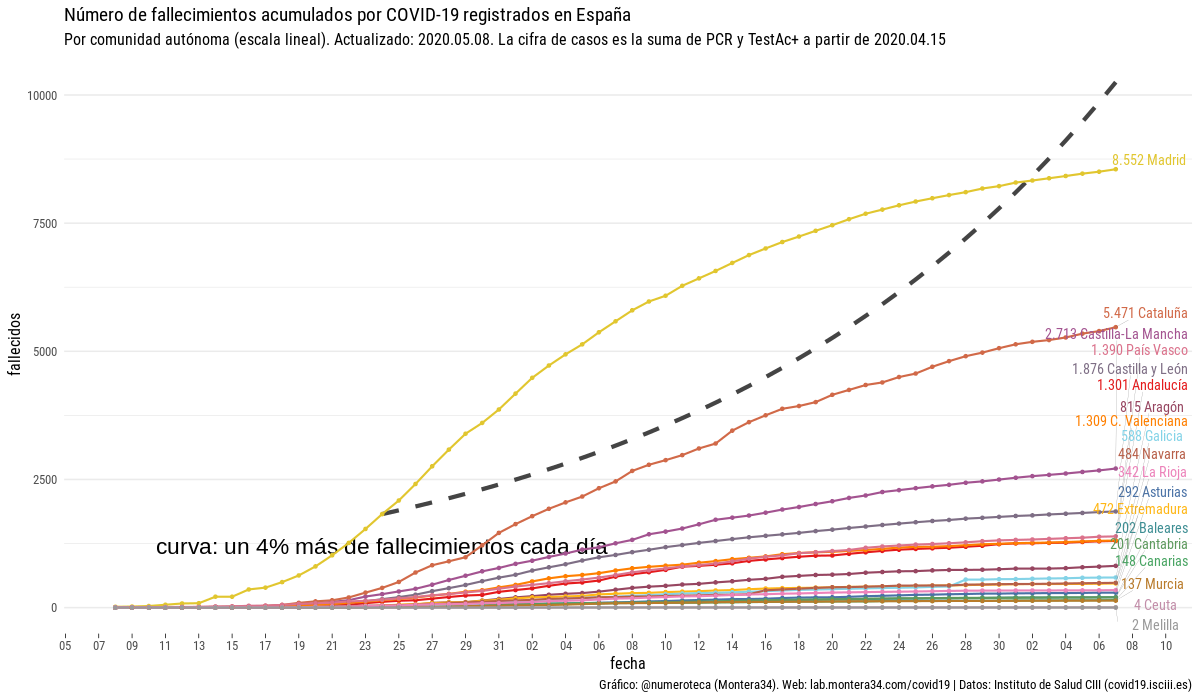 Número de fallecimientos acumulados por COVID-19 registrados en España
Por comunidad autónoma (escala lineal). Actualizado: 2020.05.08. La cifra de casos es la suma de PCR y TestAc+ a partir de 2020.04.15
10000
7500
5000
2500
0
fallecidos
8.552 Madrid
5.471 Cataluña
2.713 Castilla-La Mancha
1.390 País Vasco
1.876 Castilla y León
1.301 Andalucía
815 Aragón
1.309 C. Valenciana
588 Galicia
484 Navarra
342 La Rioja
292 Asturias
472 Extremadura
202 Baleares
201 Cantabria
148 Canarias
137 Murcia
4 Ceuta
2 Melilla
curva: un 4% más de fallecimientos cada día
05 07 09 11 13 15 17 19 21 23 25 27 29 31 02 04 06 08 10 12 14 16 18 20 22 24 26 28 30 02 04 06 08 10
fecha
Gráfico: @numeroteca (Montera34). Web: lab.montera34.com/covid19 | Datos: Instituto de Salud CIII (covid19.isciii.es)